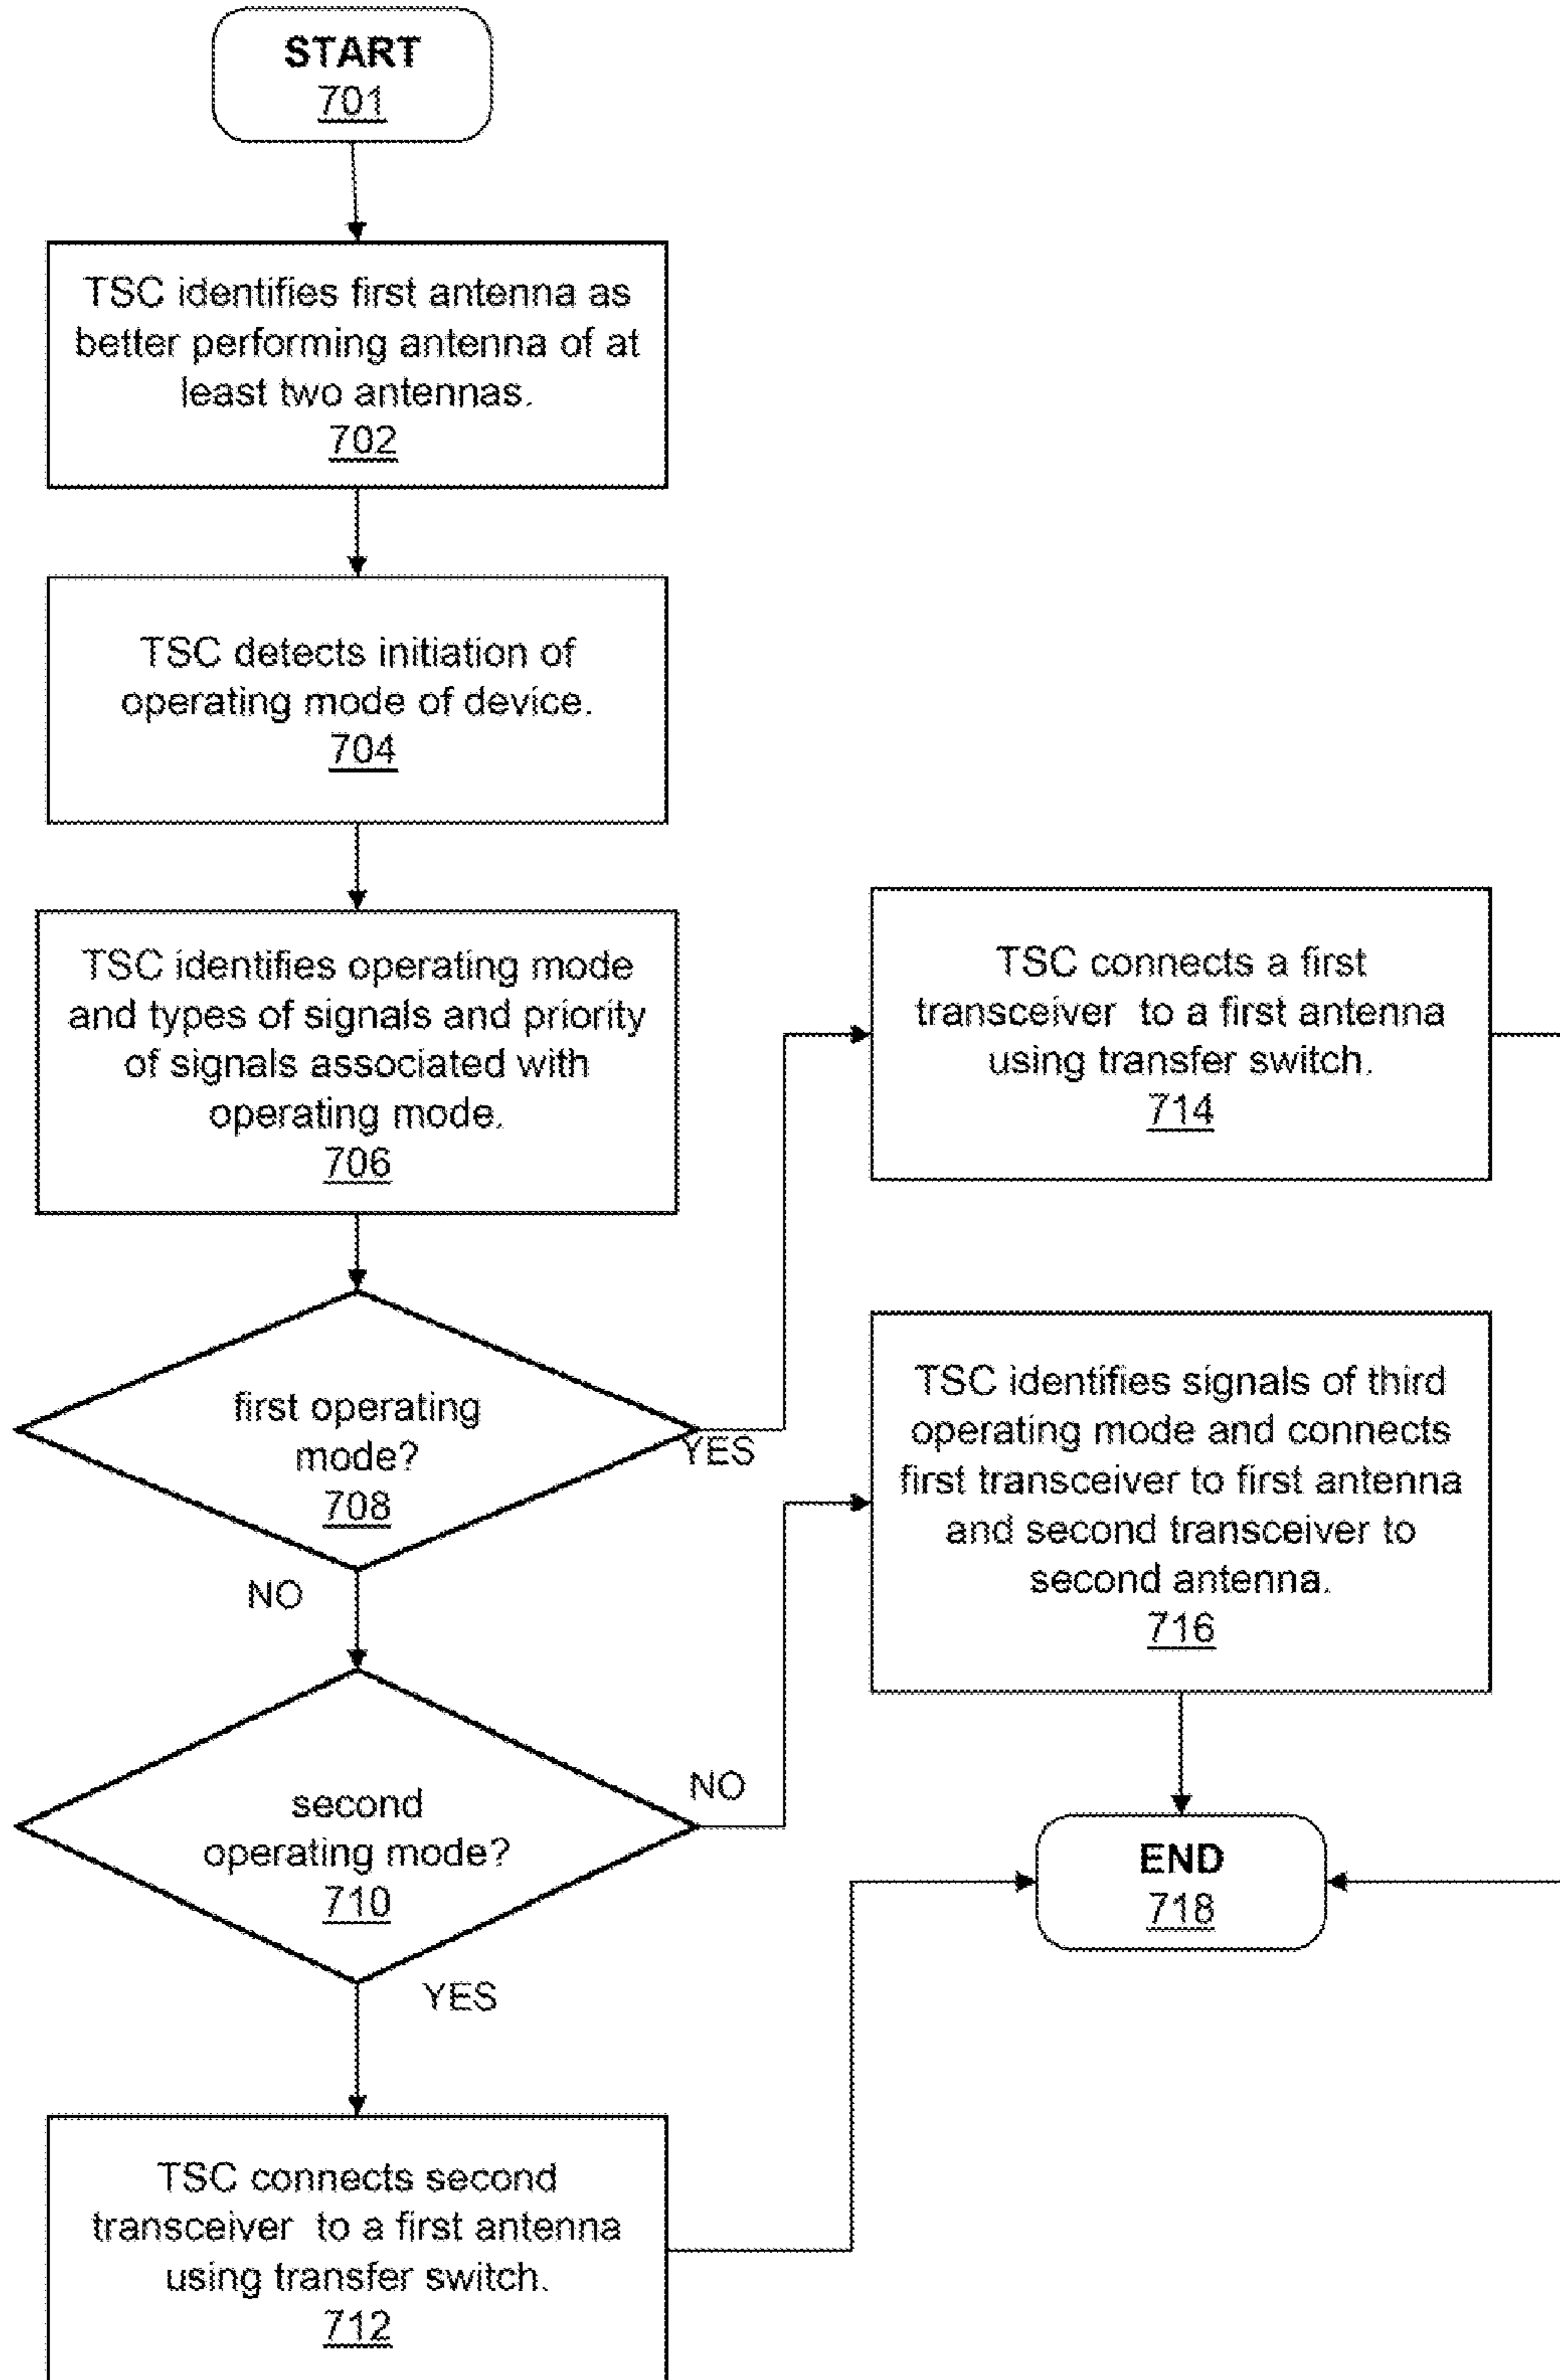 START
701
TSC identifies first antenna as
better performing antenna of at
least two antennas.
702
TSC detects initiation of
operating mode of device.
704
TSC identifies operating mode
and types of signals and priority
of signals associated with
operating mode.
706
first operating
mode?
708
YES
NO
second
operating mode?
710
NO
YES
TSC connects second
transceiver to a first antenna
using transfer switch.
712
TSC connects a first
transceiver to a first antenna
using transfer switch.
714
TSC identifies signals of third
operating mode and connects
first transceiver to first antenna
and second transceiver to
second antenna.
716
END
718